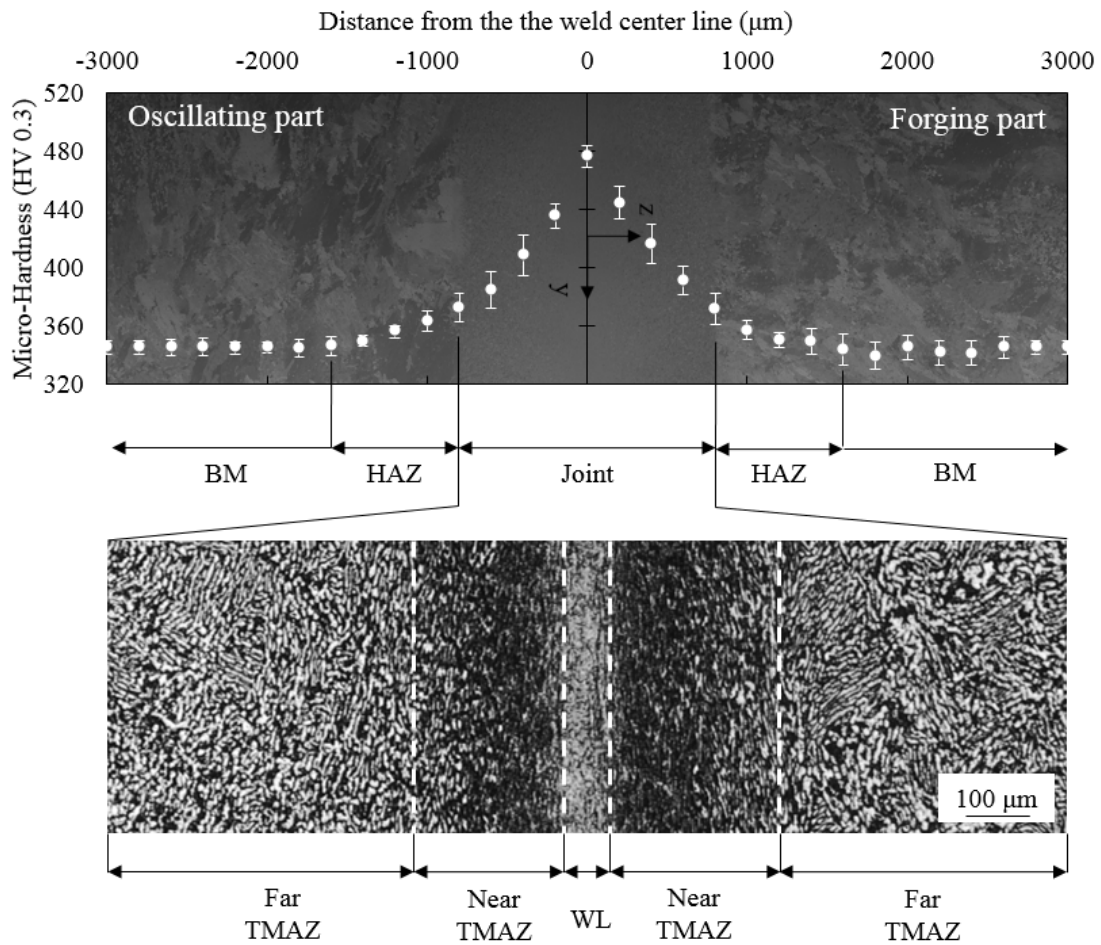 Distance from the the weld center line (μm)
-3000 -2000 -1000 0 1000 2000 3000
Micro-Hardness (HV 0.3)
520
480
440
400
360
320
Oscillating part
Forging part
z
y
BM HAZ Joint HAZ BM
100 μm
Far TMAZ
Near TMAZ
WL
Near TMAZ
Far TMAZ